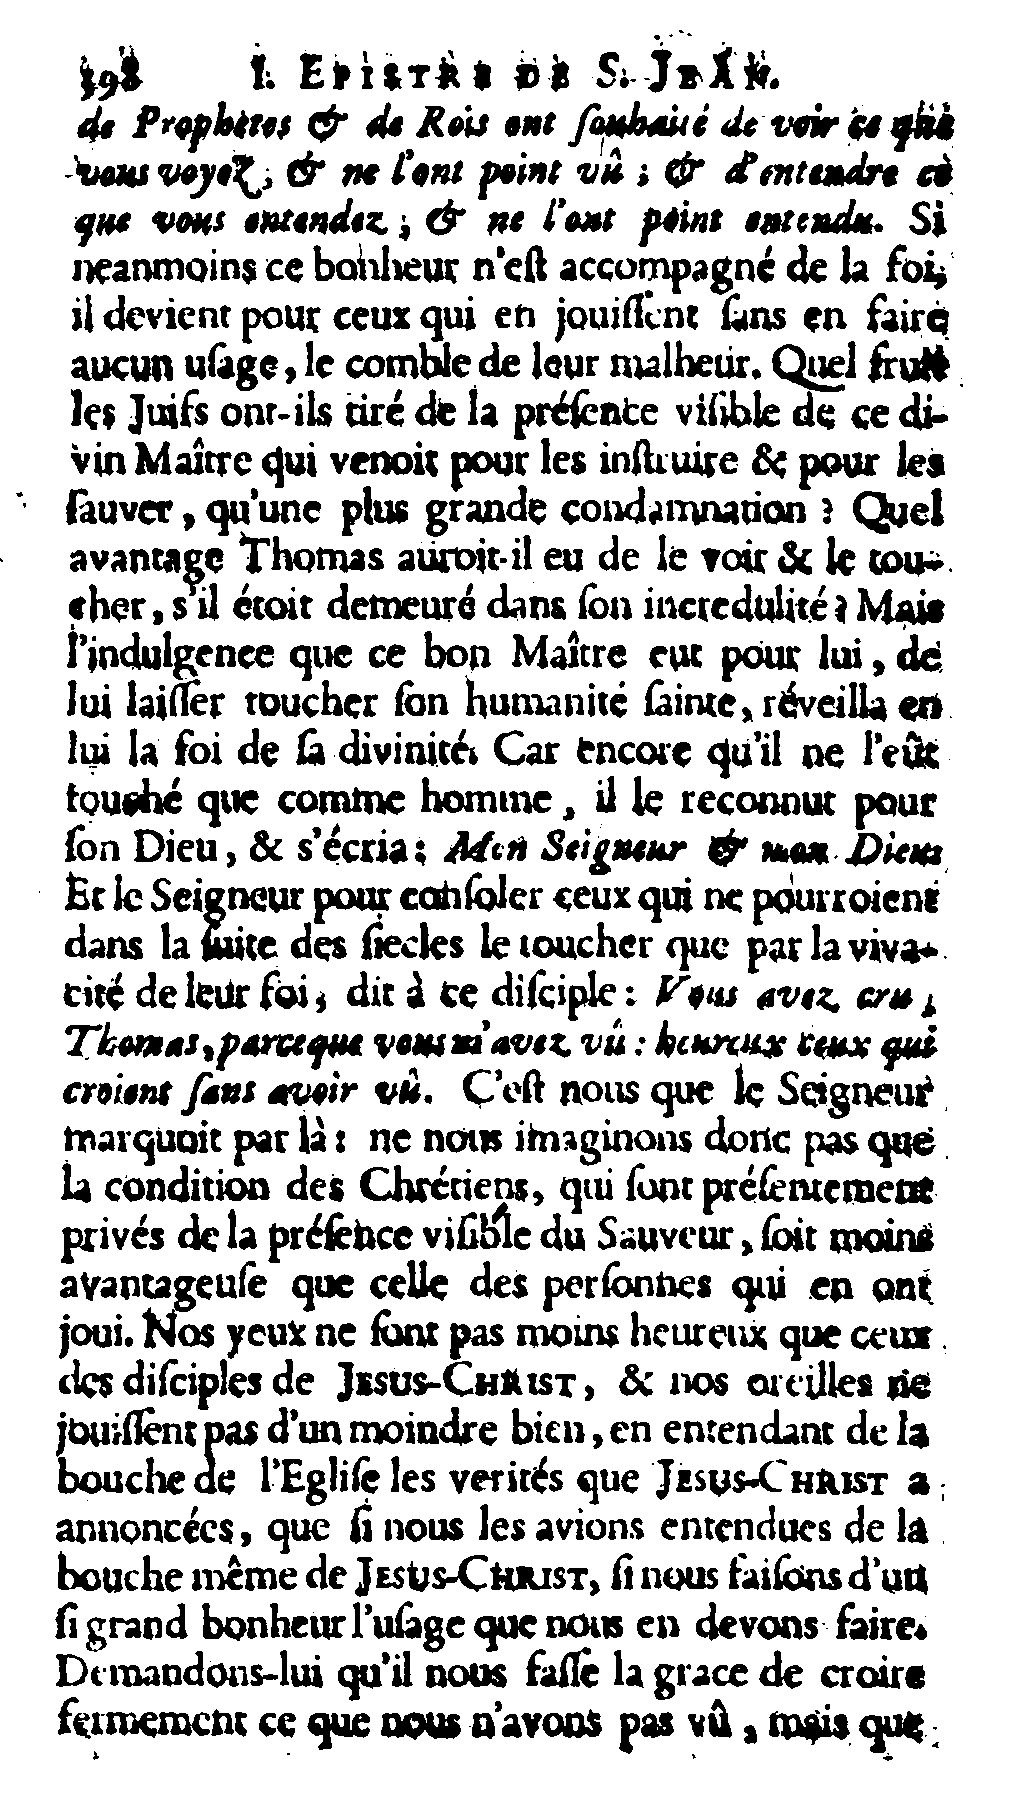 398 I. EPISTRE DE S. JEAN.
de Prophetes & de Rois ont ſouhaité de voir ce que
vous voyez, & ne l'ont point vû ; & d'entendre ce
que vous entendez ; & ne l'ont point entendu. Si
neanmoins ce bonheur n'eſt accompagné de la foi,
il devient pour ceux qui en jouiſſent ſans en faire
aucun uſage, le comble de leur malheur. Quel fruit
les Juifs ont-ils tiré de la préſence viſible de ce di-
vin Maître qui venoit pour les inſtruire & pour les
ſauver, qu'une plus grande condamnation ? Quel
avantage Thomas auroit-il eu de le voir & le tou-
cher, s'il étoit demeuré dans ſon incredulité ? Mais
l'indulgence que ce bon Maître eut pour lui, de
lui laiſſer toucher ſon humanité ſainte, réveilla en
lui la foi de ſa divinité. Car encore qu'il ne l'eût
touché que comme homme, il le reconnut pour
ſon Dieu, & s'écria : Mon Seigneur & mon Dieu
Et le Seigneur pour conſoler ceux qui ne pourroient
dans la ſuite des ſiecles le toucher que par la viva-
cité de leur foi, dit à ce diſciple : Vous avez cru,
Thomas, parceque vous m'avez vû : heureux ceux qui
croient ſans avoir vû. C'eſt nous que le Seigneur
marquoit par là : ne nous imaginons donc pas que
la condition des Chrétiens, qui ſont préſentement
privés de la préſence viſible du Sauveur, ſoit moins
avantageuſe que celle des perſonnes qui en ont
joui. Nos yeux ne ſont pas moins heureux que ceux
des diſciples de JESUS-CHRIST, & nos oreilles ne
jouiſſent pas d'un moindre bien, en entendant de la
bouche de l'Egliſe les verités que JESUS-CHRIST a
annoncées, que ſi nous les avions entendues de la
bouche même de JESUS-CHRIST, ſi nous faiſons d'un
ſi grand bonheur l'uſage que nous en devons faire.
Demandons-lui qu'il nous faſſe la grace de croire
fermement ce que nous n'avons pas vû, mais que